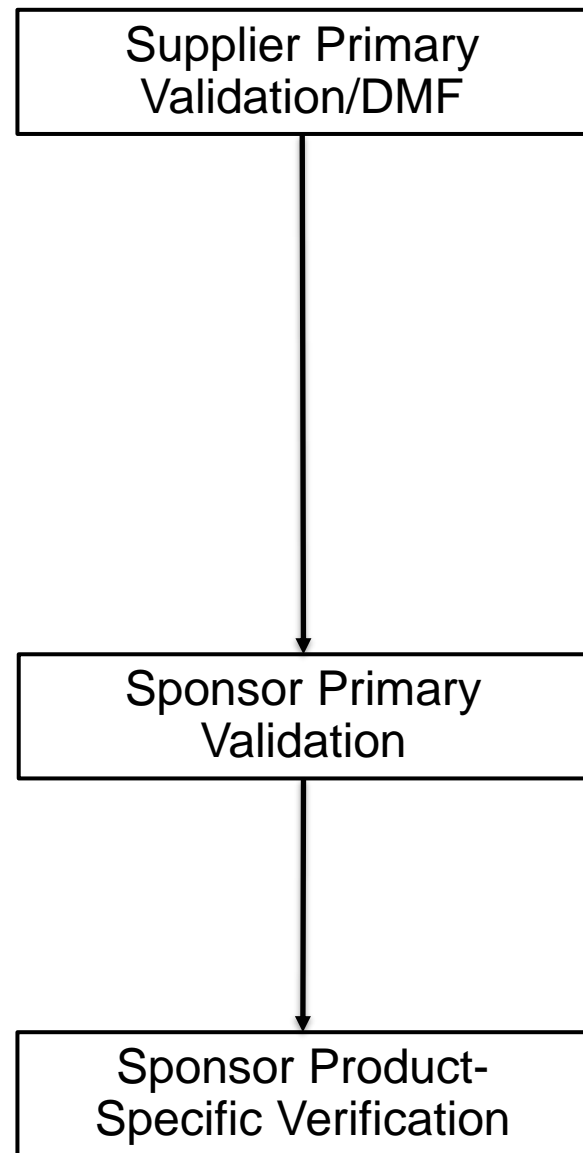 Supplier Primary
Validation/DMF
Sponsor Primary
Validation
Sponsor Product-
Specific Verification